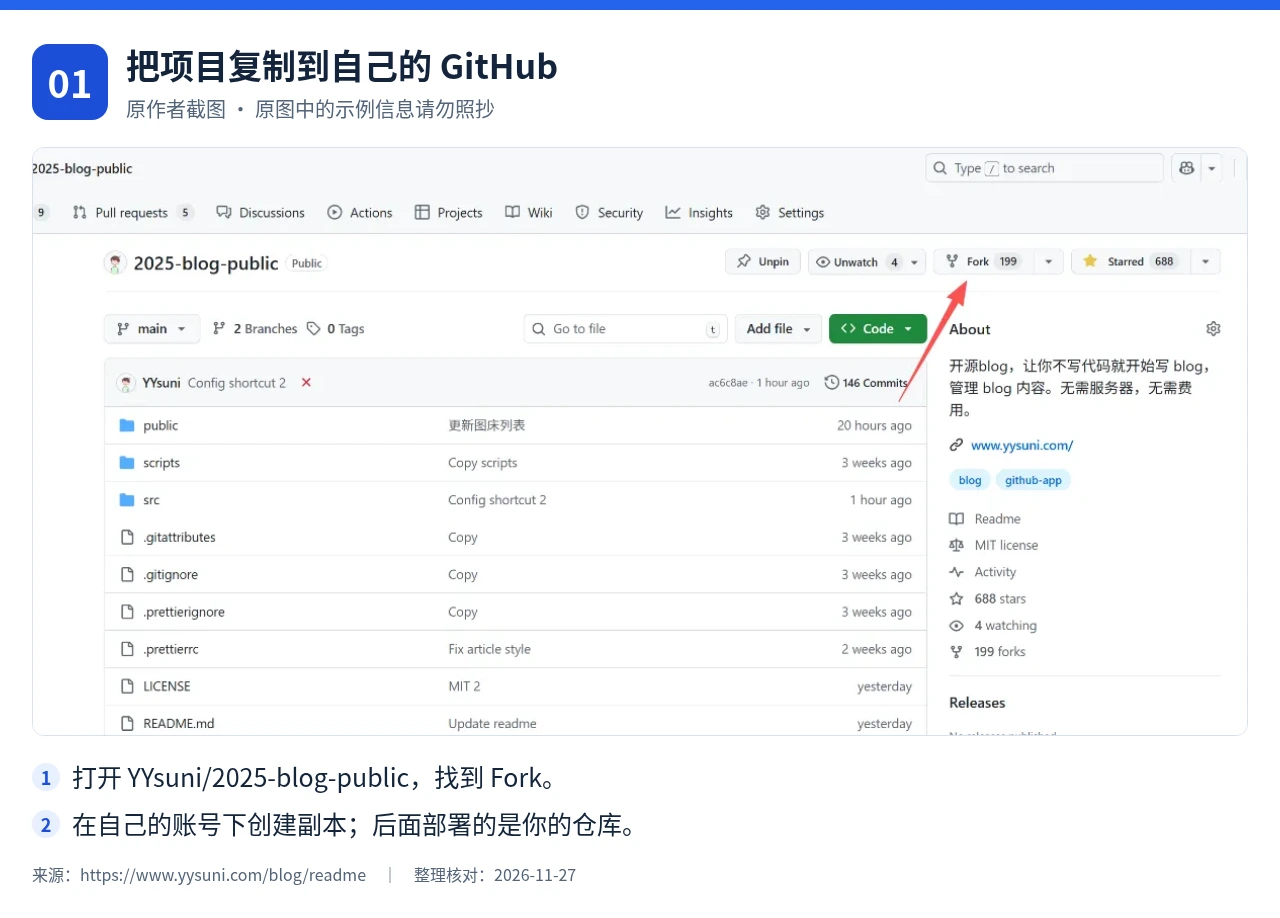 01
把项目复制到自己的 GitHub
原作者截图 • 原图中的示例信息请勿照抄
2025-blog-public
Type / to search
9 Pull requests 5 Discussions Actions Projects Wiki Security Insights Settings
2025-blog-public Public
Unpin Unwatch 4 Fork 199 Starred 688
main 2 Branches 0 Tags Go to file t Add file Code
About
开源blog，让你不写代码就开始写 blog，
管理 blog 内容。无需服务器，无需费
用。
www.yysuni.com/
blog github-app
Readme
MIT license
Activity
688 stars
4 watching
199 forks
Releases
No releases published
YYsuni Config shortcut 2 ac6c8ae · 1 hour ago 146 Commits
public 更新图床列表 20 hours ago
scripts Copy scripts 3 weeks ago
src Config shortcut 2 1 hour ago
.gitattributes Copy 3 weeks ago
.gitignore Copy 3 weeks ago
.prettierignore Copy 3 weeks ago
.prettierrc Fix article style 2 weeks ago
LICENSE MIT 2 yesterday
README.md Update readme yesterday
1 打开 YYsuni/2025-blog-public，找到 Fork。
2 在自己的账号下创建副本；后面部署的是你的仓库。
来源：https://www.yysuni.com/blog/readme | 整理核对：2026-11-27